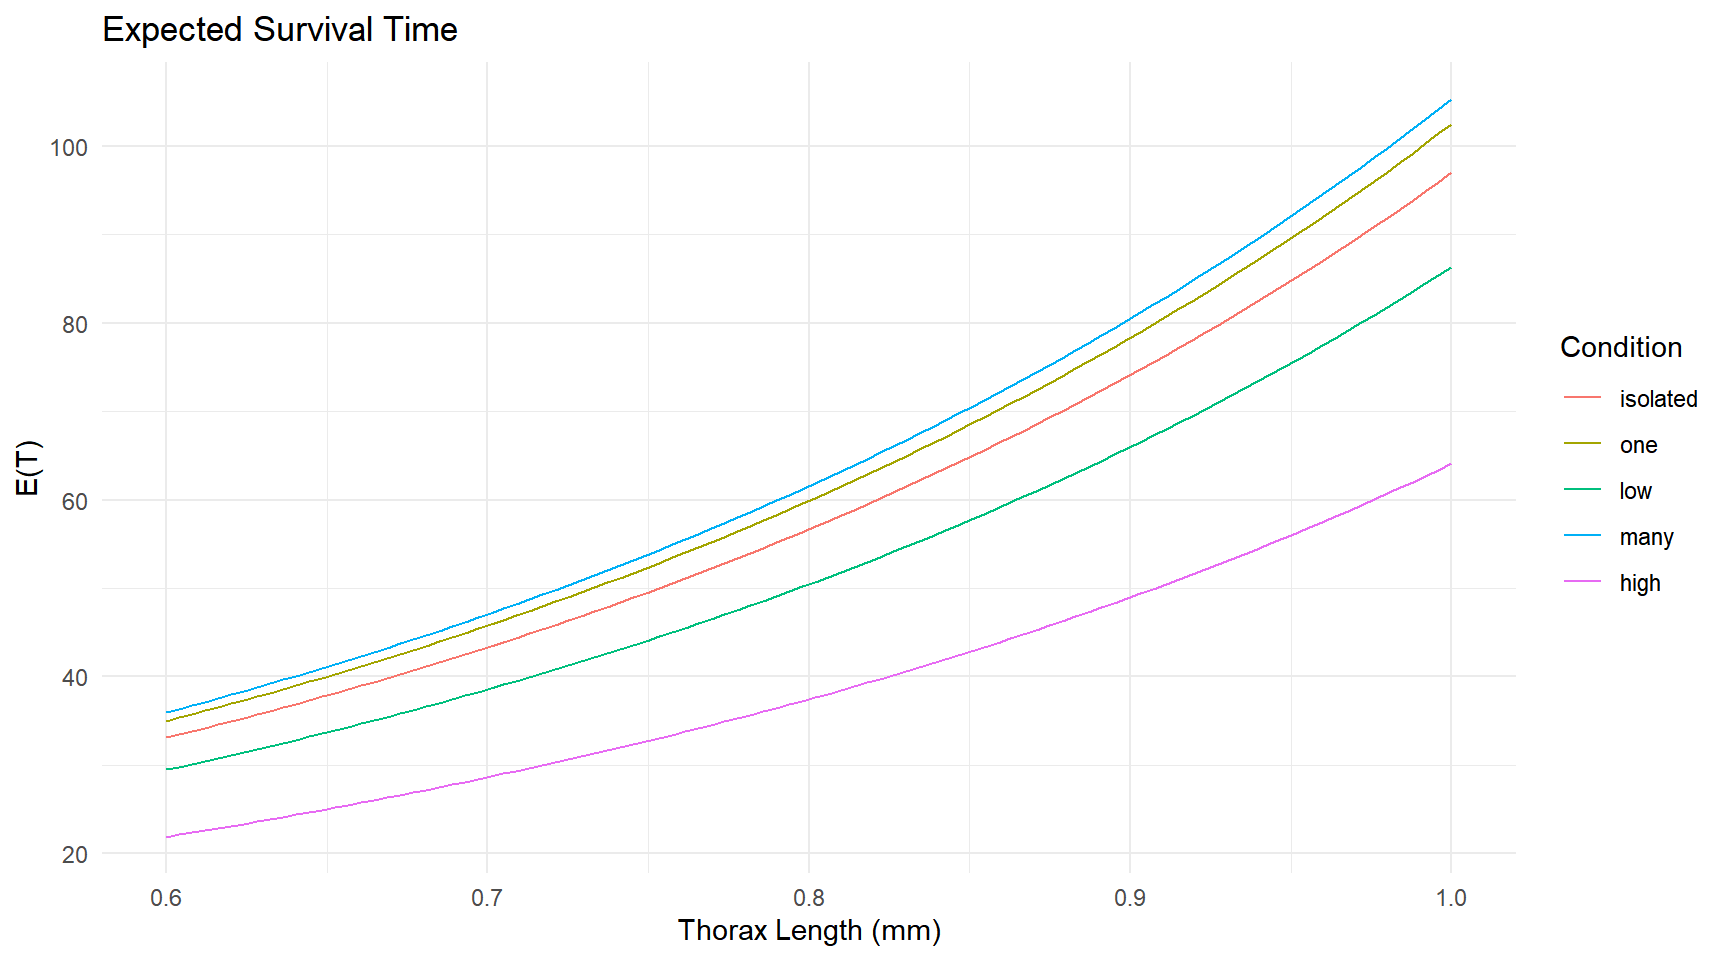 Expected Survival Time
100
80
60
40
20
E(T)
0.6 0.7 0.8 0.9 1.0
Thorax Length (mm)
Condition
isolated
one
low
many
high